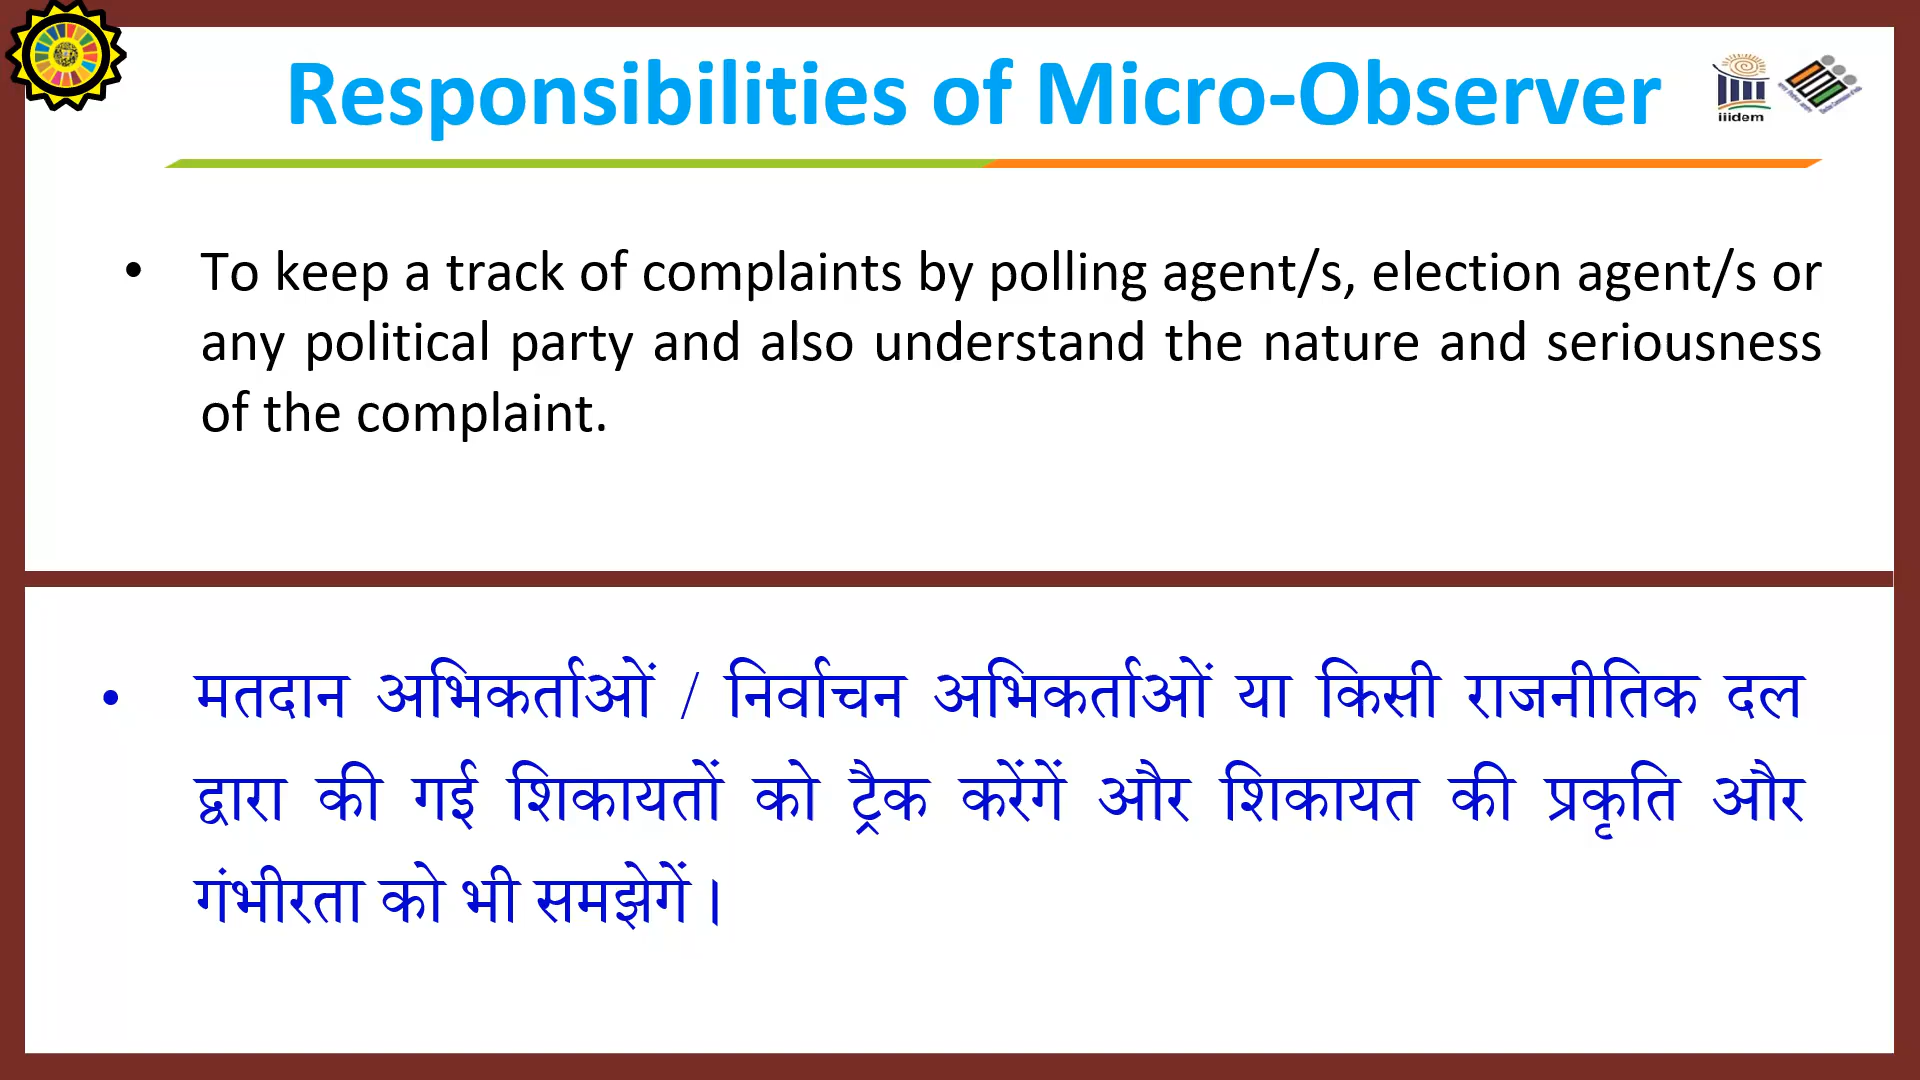 Responsibilities of Micro-Observer
iiidem
• To keep a track of complaints by polling agent/s, election agent/s or
any political party and also understand the nature and seriousness
of the complaint.
• मतदान अभिकर्ताओं / निर्वाचन अभिकर्ताओं या किसी राजनीतिक दल
द्वारा की गई शिकायतों को ट्रैक करेंगें और शिकायत की प्रकृति और
गंभीरता को भी समझेगें।